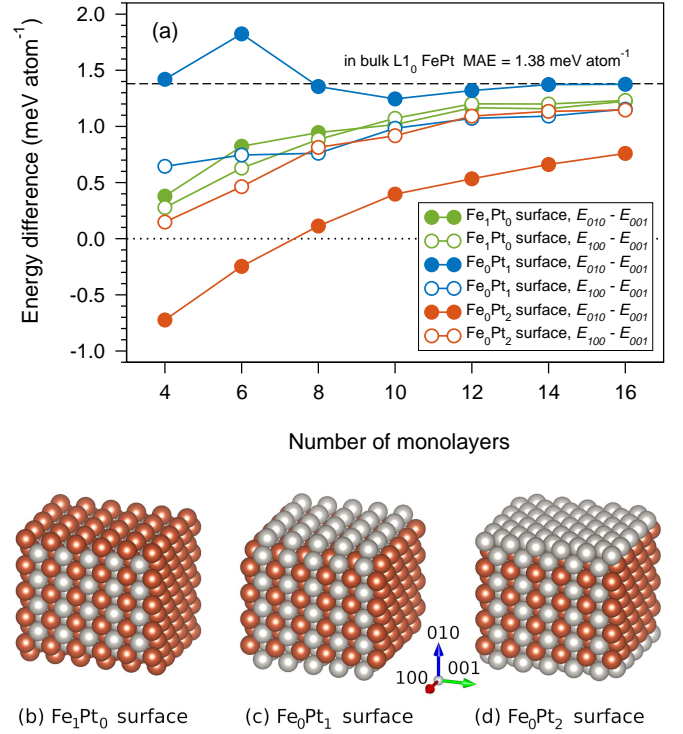 (a)
in bulk L1₀ FePt MAE = 1.38 meV atom⁻¹
Energy difference (meV atom⁻¹)
2.0
1.5
1.0
0.5
0.0
-0.5
-1.0
Fe₁Pt₀ surface, E₀₁₀ - E₀₀₁
Fe₁Pt₀ surface, E₁₀₀ - E₀₀₁
Fe₀Pt₁ surface, E₀₁₀ - E₀₀₁
Fe₀Pt₁ surface, E₁₀₀ - E₀₀₁
Fe₀Pt₂ surface, E₀₁₀ - E₀₀₁
Fe₀Pt₂ surface, E₁₀₀ - E₀₀₁
4 6 8 10 12 14 16
Number of monolayers
010
001
100
(b) Fe₁Pt₀ surface
(c) Fe₀Pt₁ surface
(d) Fe₀Pt₂ surface